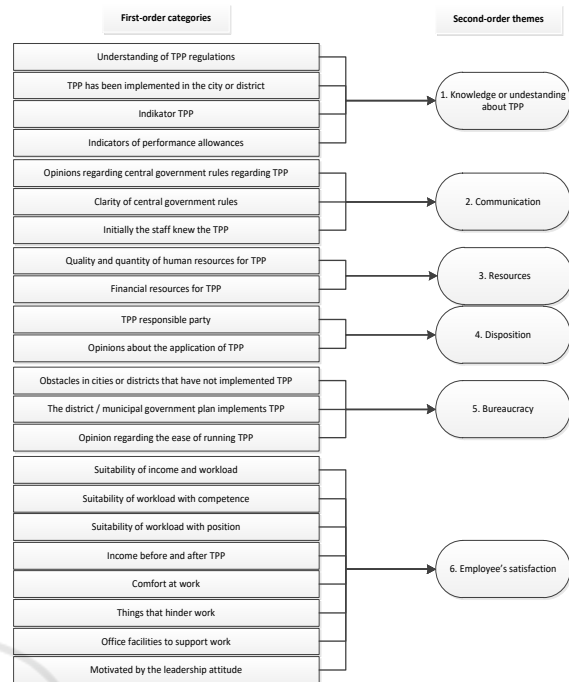 First-order categories
Second-order themes
Understanding of TPP regulations
TPP has been implemented in the city or district
Indikator TPP
Indicators of performance allowances
1. Knowledge or undestanding
about TPP
Opinions regarding central government rules regarding TPP
Clarity of central government rules
Initially the staff knew the TPP
2. Communication
Quality and quantity of human resources for TPP
Financial resources for TPP
3. Resources
TPP responsible party
Opinions about the application of TPP
4. Disposition
Obstacles in cities or districts that have not implemented TPP
The district / municipal government plan implements TPP
Opinion regarding the ease of running TPP
5. Bureaucracy
Suitability of income and workload
Suitability of workload with competence
Suitability of workload with position
Income before and after TPP
Comfort at work
Things that hinder work
Office facilities to support work
Motivated by the leadership attitude
6. Employee's satisfaction